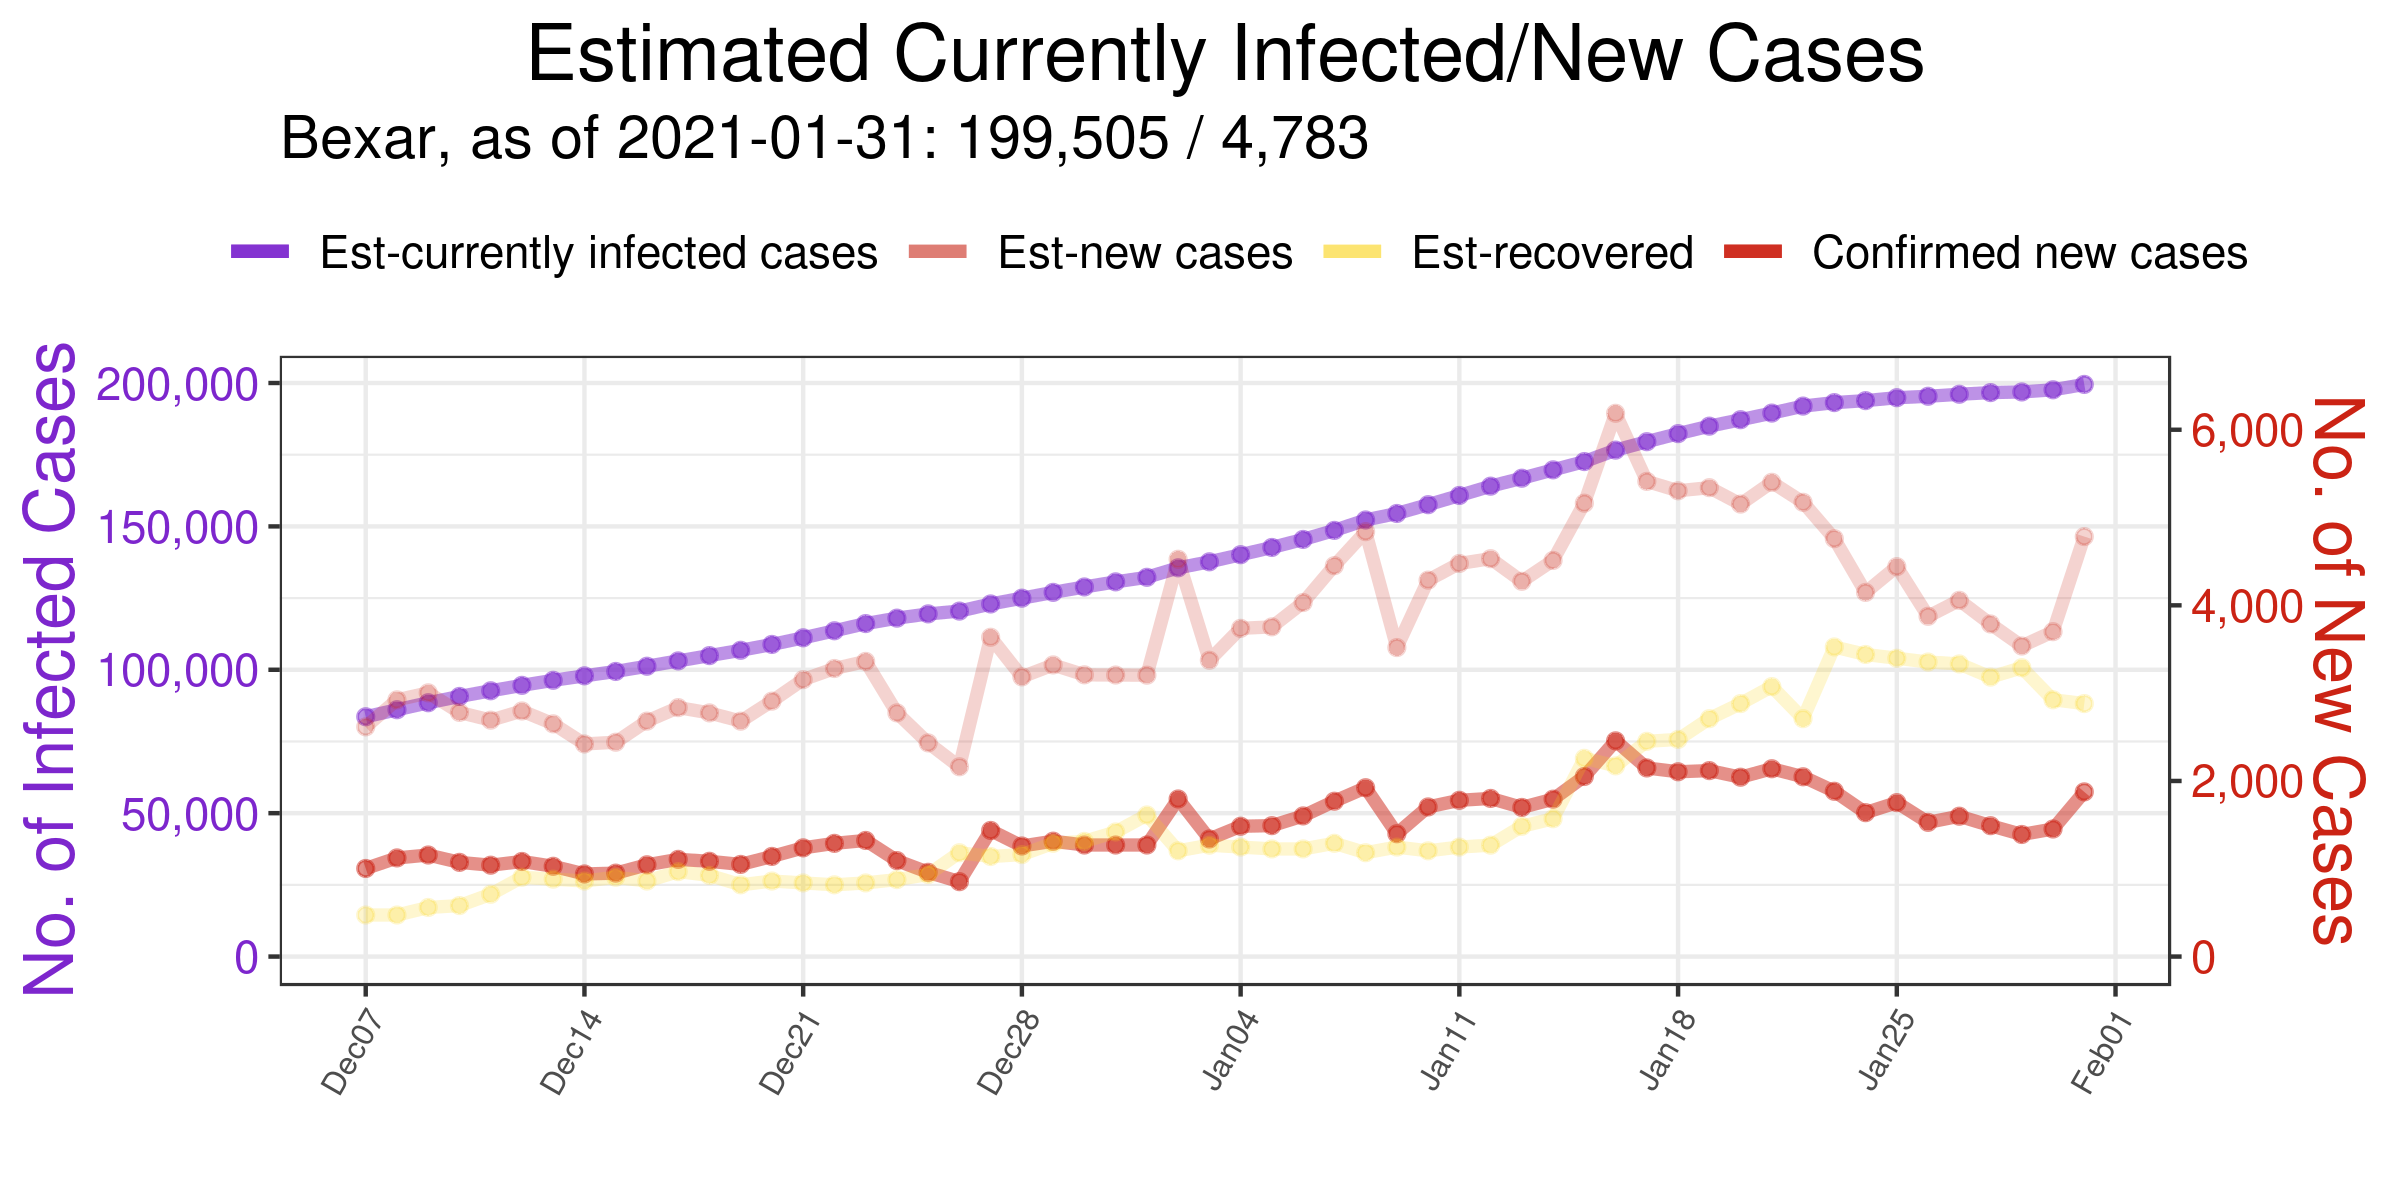 Estimated Currently Infected/New Cases
Bexar, as of 2021-01-31: 199,505 / 4,783
Est-currently infected cases Est-new cases Est-recovered Confirmed new cases
No. of Infected Cases
200,000
150,000
100,000
50,000
0
6,000
4,000
2,000
0
No. of New Cases
Dec07 Dec14 Dec21 Dec28 Jan04 Jan11 Jan18 Jan25 Feb01